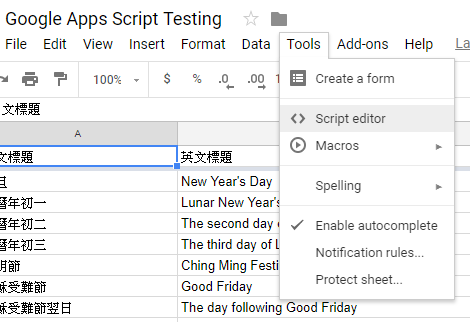 Google Apps Script Testing
File Edit View Insert Format Data Tools Add-ons Help La
100% $ % .0 .00
文標題
A
文標題 英文標題
旦 New Year's Day
曆年初一 Lunar New Year's
曆年初二 The second day
曆年初三 The third day of L
明節 Ching Ming Festi
穌受難節 Good Friday
穌受難節翌日 The day following Good Friday
Create a form
Script editor
Macros
Spelling
Enable autocomplete
Notification rules...
Protect sheet...